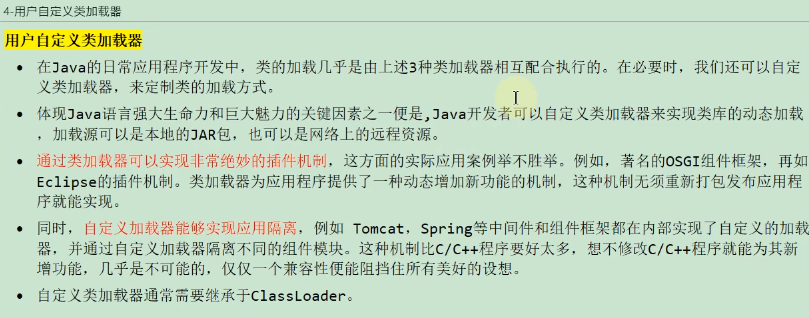 4-用户自定义类加载器
用户自定义类加载器
• 在Java的日常应用程序开发中，类的加载几乎是由上述3种类加载器相互配合执行的。在必要时，我们还可以自定
义类加载器，来定制类的加载方式。
• 体现Java语言强大生命力和巨大魅力的关键因素之一便是,Java开发者可以自定义类加载器来实现类库的动态加载
，加载源可以是本地的JAR包，也可以是网络上的远程资源。
• 通过类加载器可以实现非常绝妙的插件机制，这方面的实际应用案例举不胜举。例如，著名的OSGI组件框架，再如
Eclipse的插件机制。类加载器为应用程序提供了一种动态增加新功能的机制，这种机制无须重新打包发布应用程
序就能实现。
• 同时，自定义加载器能够实现应用隔离，例如 Tomcat，Spring等中间件和组件框架都在内部实现了自定义的加载
器，并通过自定义加载器隔离不同的组件模块。这种机制比C/C++程序要好太多，想不修改C/C++程序就能为其新
增功能，几乎是不可能的，仅仅一个兼容性便能阻挡住所有美好的设想。
• 自定义类加载器通常需要继承于ClassLoader。